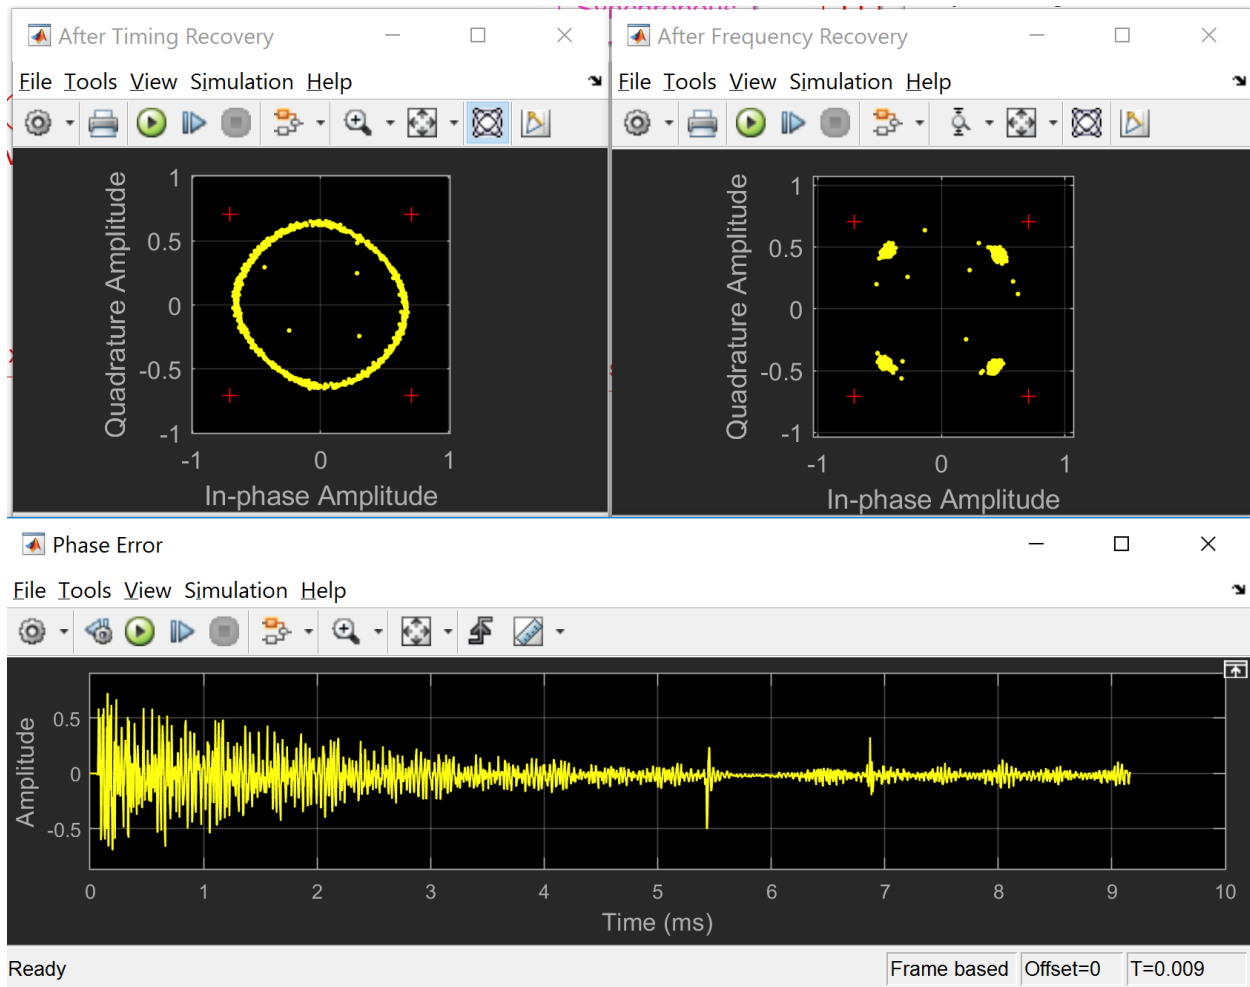 After Timing Recovery
File Tools View Simulation Help
1
0.5
0
-0.5
-1
Quadrature Amplitude
-1 0 1
In-phase Amplitude
After Frequency Recovery
File Tools View Simulation Help
1
0.5
0
-0.5
-1
Quadrature Amplitude
-1 0 1
In-phase Amplitude
Phase Error
File Tools View Simulation Help
0.5
0
-0.5
Amplitude
0 1 2 3 4 5 6 7 8 9 10
Time (ms)
Ready Frame based Offset=0 T=0.009